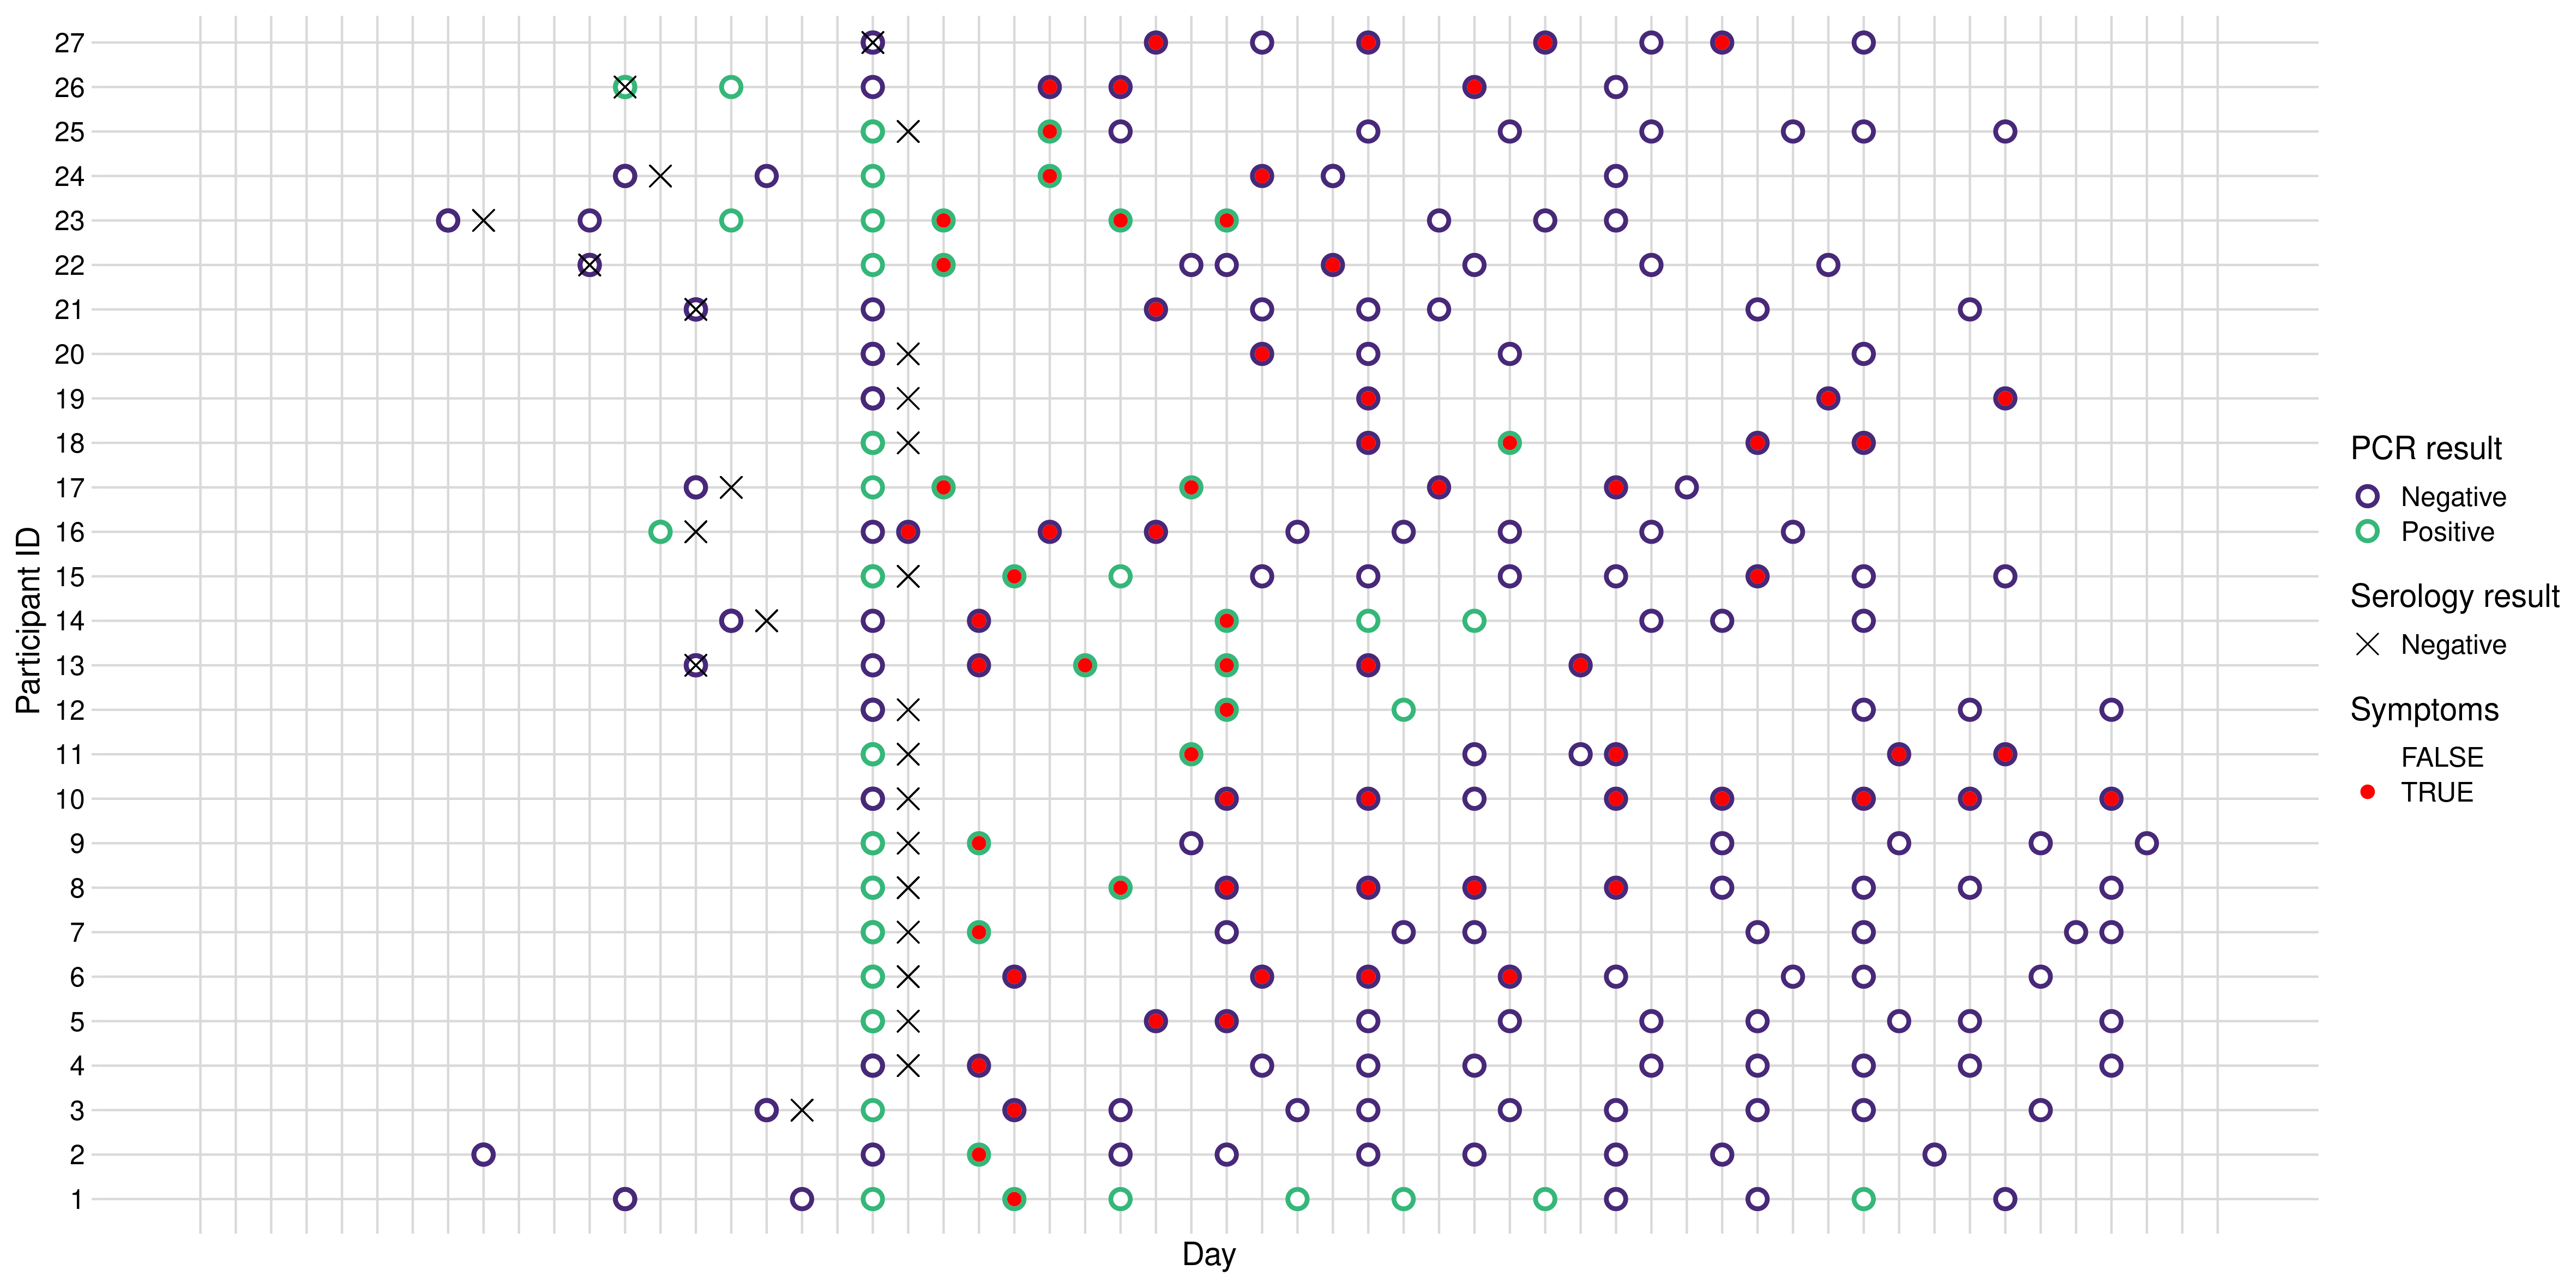 27
26
25
24
23
22
21
20
19
18
17
16
15
14
13
12
11
10
9
8
7
6
5
4
3
2
1
Participant ID
Day
PCR result
Negative
Positive
Serology result
Negative
Symptoms
FALSE
TRUE